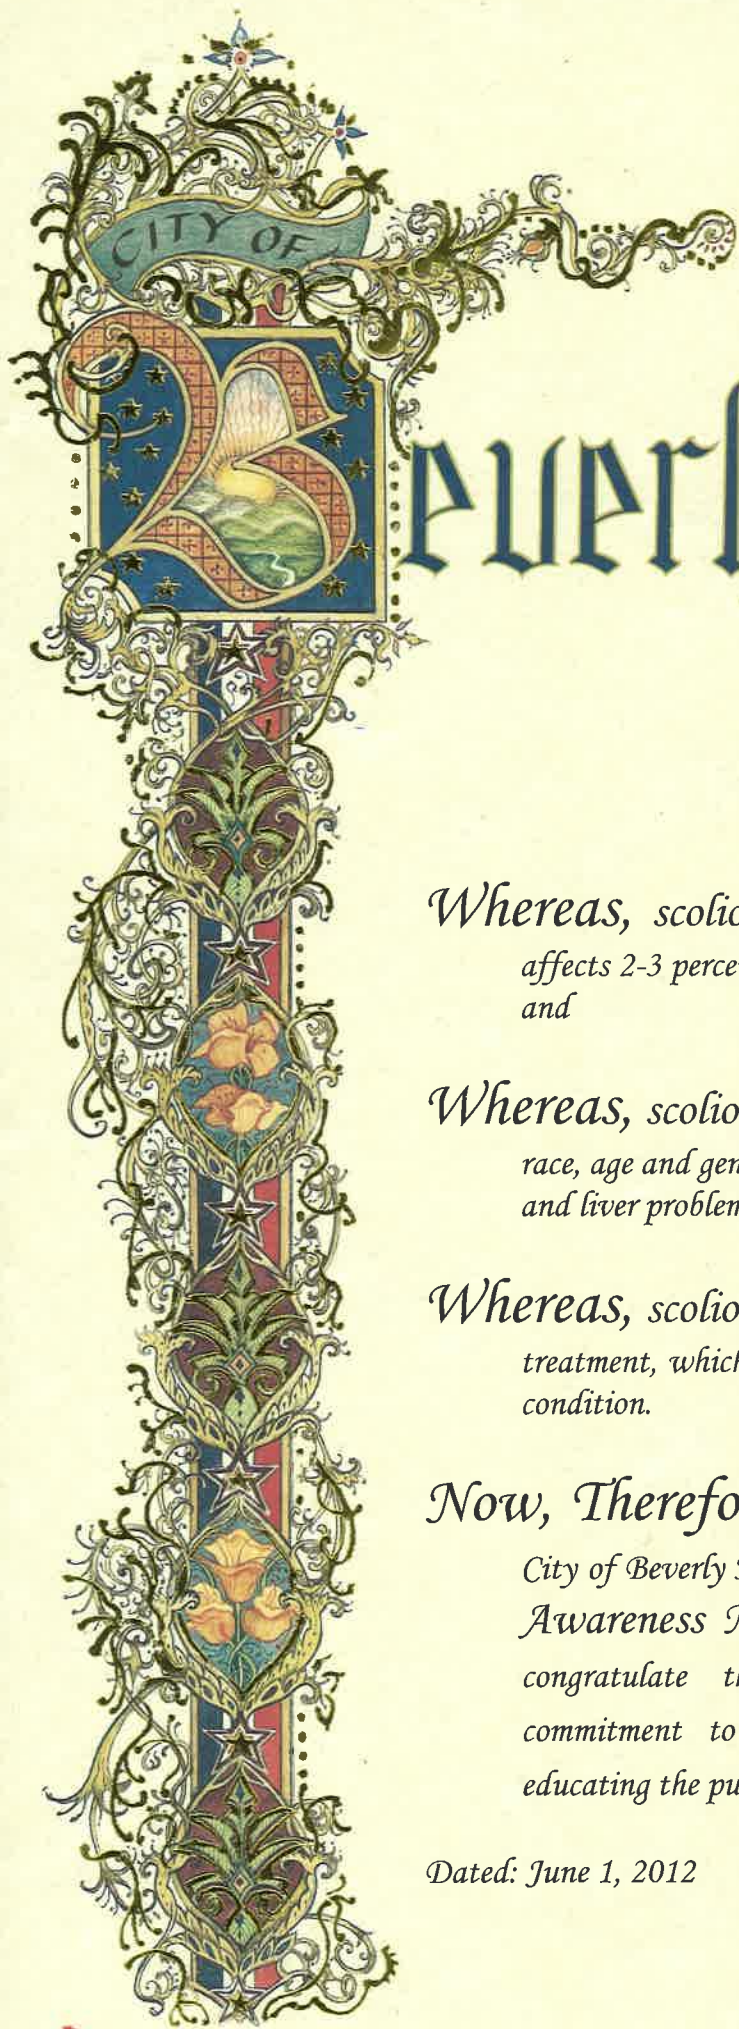 CITY OF
Beverl
Whereas, scolio
affects 2-3 perce
and
Whereas, scolio
race, age and gen
and liver problem
Whereas, scolio
treatment, which
condition.
Now, Therefo
City of Beverly
Awareness
congratulate th
commitment to
educating the pu
Dated: June 1, 2012